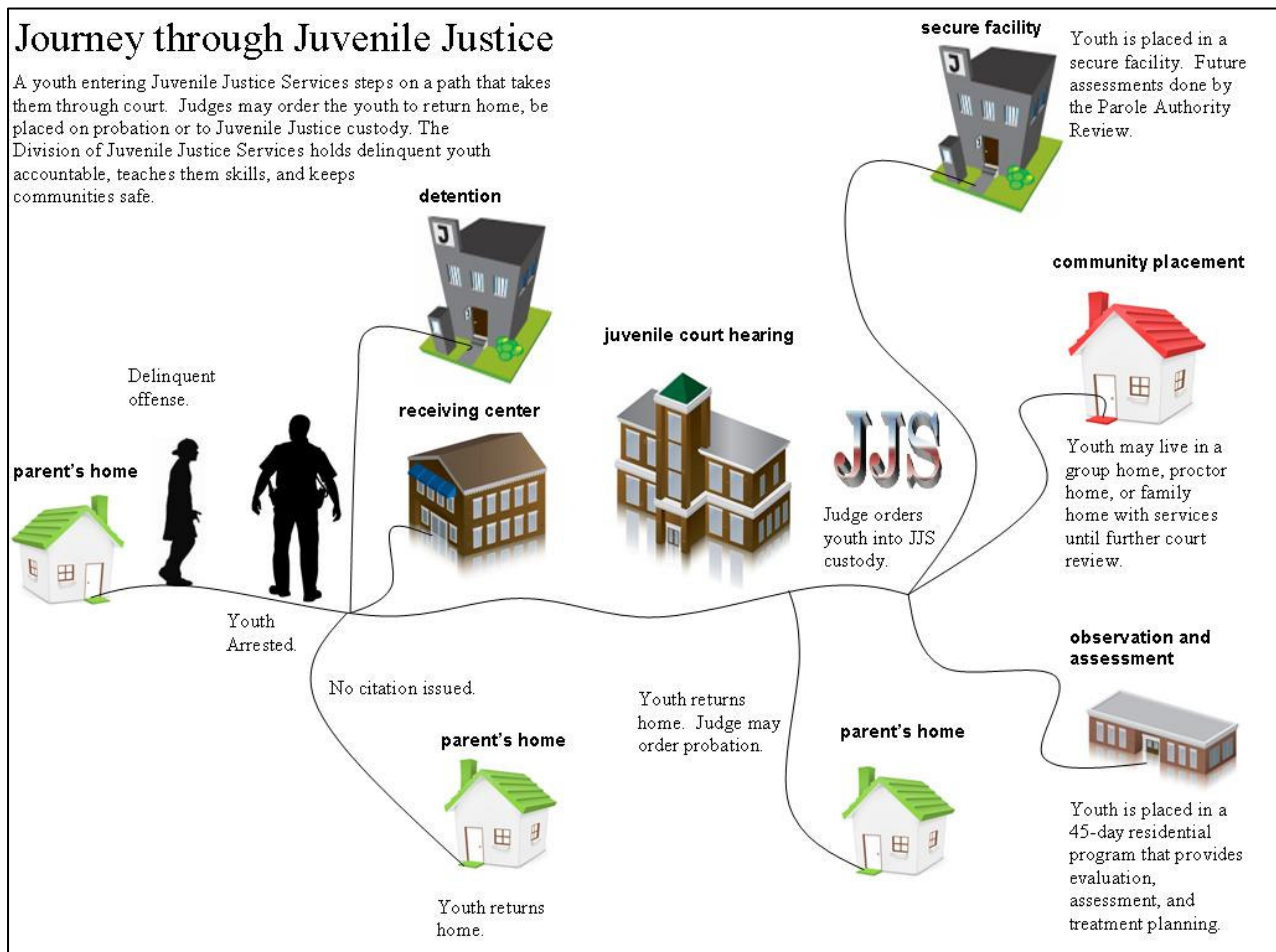 Journey through Juvenile Justice
A youth entering Juvenile Justice Services steps on a path that takes
them through court. Judges may order the youth to return home, be
placed on probation or to Juvenile Justice custody. The
Division of Juvenile Justice Services holds delinquent youth
accountable, teaches them skills, and keeps
communities safe.
secure facility
J
Youth is placed in a
secure facility. Future
assessments done by
the Parole Authority
Review.
detention
J
community placement
juvenile court hearing
Delinquent
offense.
receiving center
JJS
parent's home
Youth may live in a
group home, proctor
home, or family
home with services
until further court
review.
Judge orders
youth into JJS
custody.
Youth
Arrested.
observation and
assessment
No citation issued.
Youth returns
home. Judge may
order probation.
parent's home
parent's home
Youth is placed in a
45-day residential
program that provides
evaluation,
assessment, and
treatment planning.
Youth returns
home.